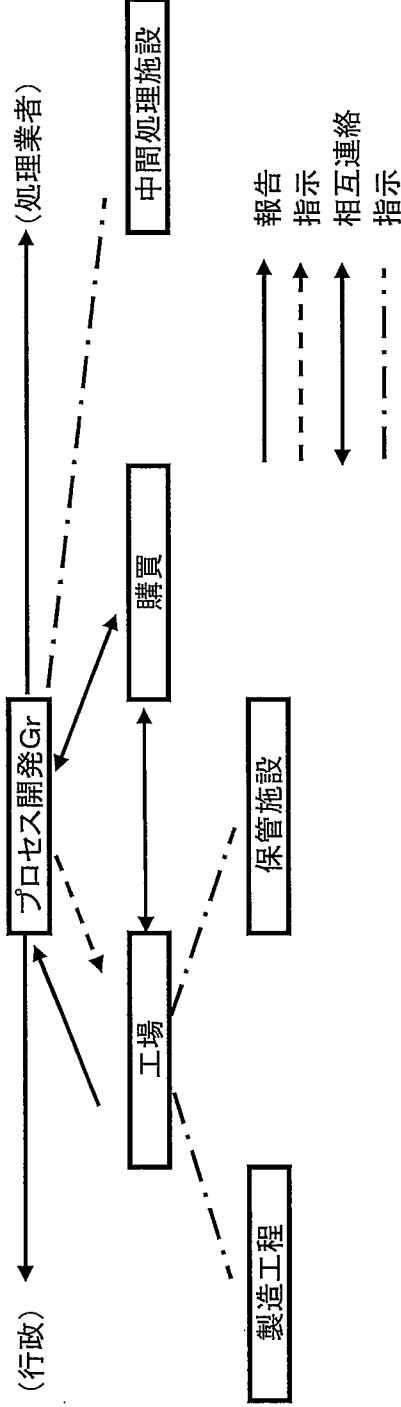 (行政)
プロセス開発Gr
(処理業者)
工場
購買
中間処理施設
製造工程
保管施設
報告
指示
相互連絡
指示